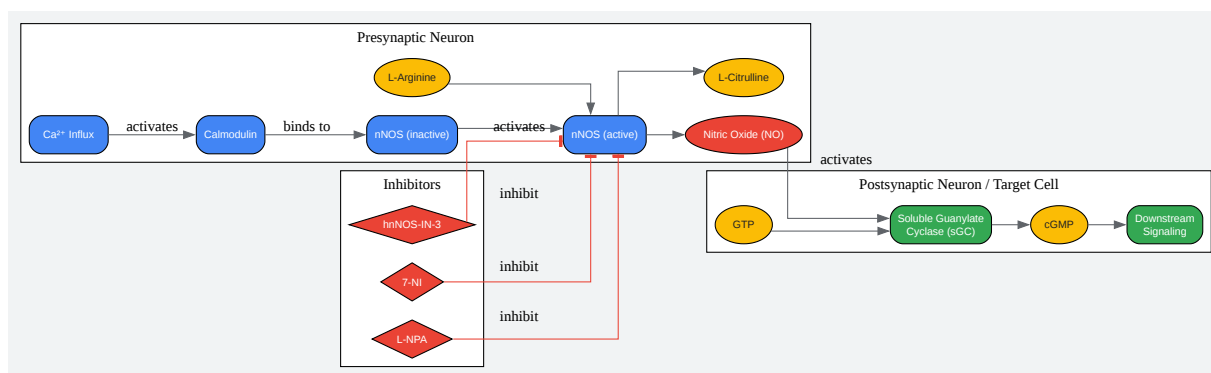 Presynaptic Neuron
L-Arginine
L-Citrulline
Ca²⁺ Influx
activates
Calmodulin
binds to
nNOS (inactive)
activates
nNOS (active)
Nitric Oxide (NO)
activates
Inhibitors
hnNOS-IN-3
inhibit
7-NI
inhibit
L-NPA
inhibit
Postsynaptic Neuron / Target Cell
GTP
Soluble Guanylate
Cyclase (sGC)
cGMP
Downstream
Signaling